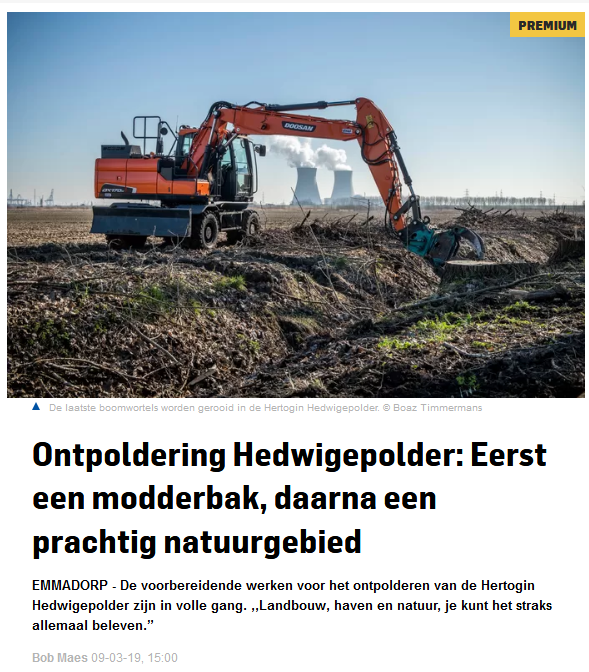 PREMIUM
DOOSAN
De laatste boomwortels worden gerooid in de Hertogin Hedwigepolder. © Boaz Timmermans
Ontpoldering Hedwigepolder: Eerst
een modderbak, daarna een
prachtig natuurgebied
EMMADORP - De voorbereidende werken voor het ontpolderen van de Hertogin
Hedwigepolder zijn in volle gang. ,,Landbouw, haven en natuur, je kunt het straks
allemaal beleven.”
Bob Maes 09-03-19, 15:00